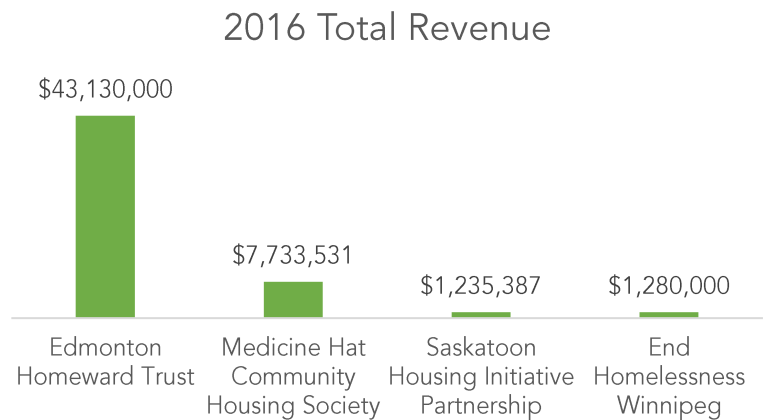 2016 Total Revenue
$43,130,000
$7,733,531
$1,235,387
$1,280,000
Edmonton
Homeward Trust
Medicine Hat
Community
Housing Society
Saskatoon
Housing Initiative
Partnership
End
Homelessness
Winnipeg